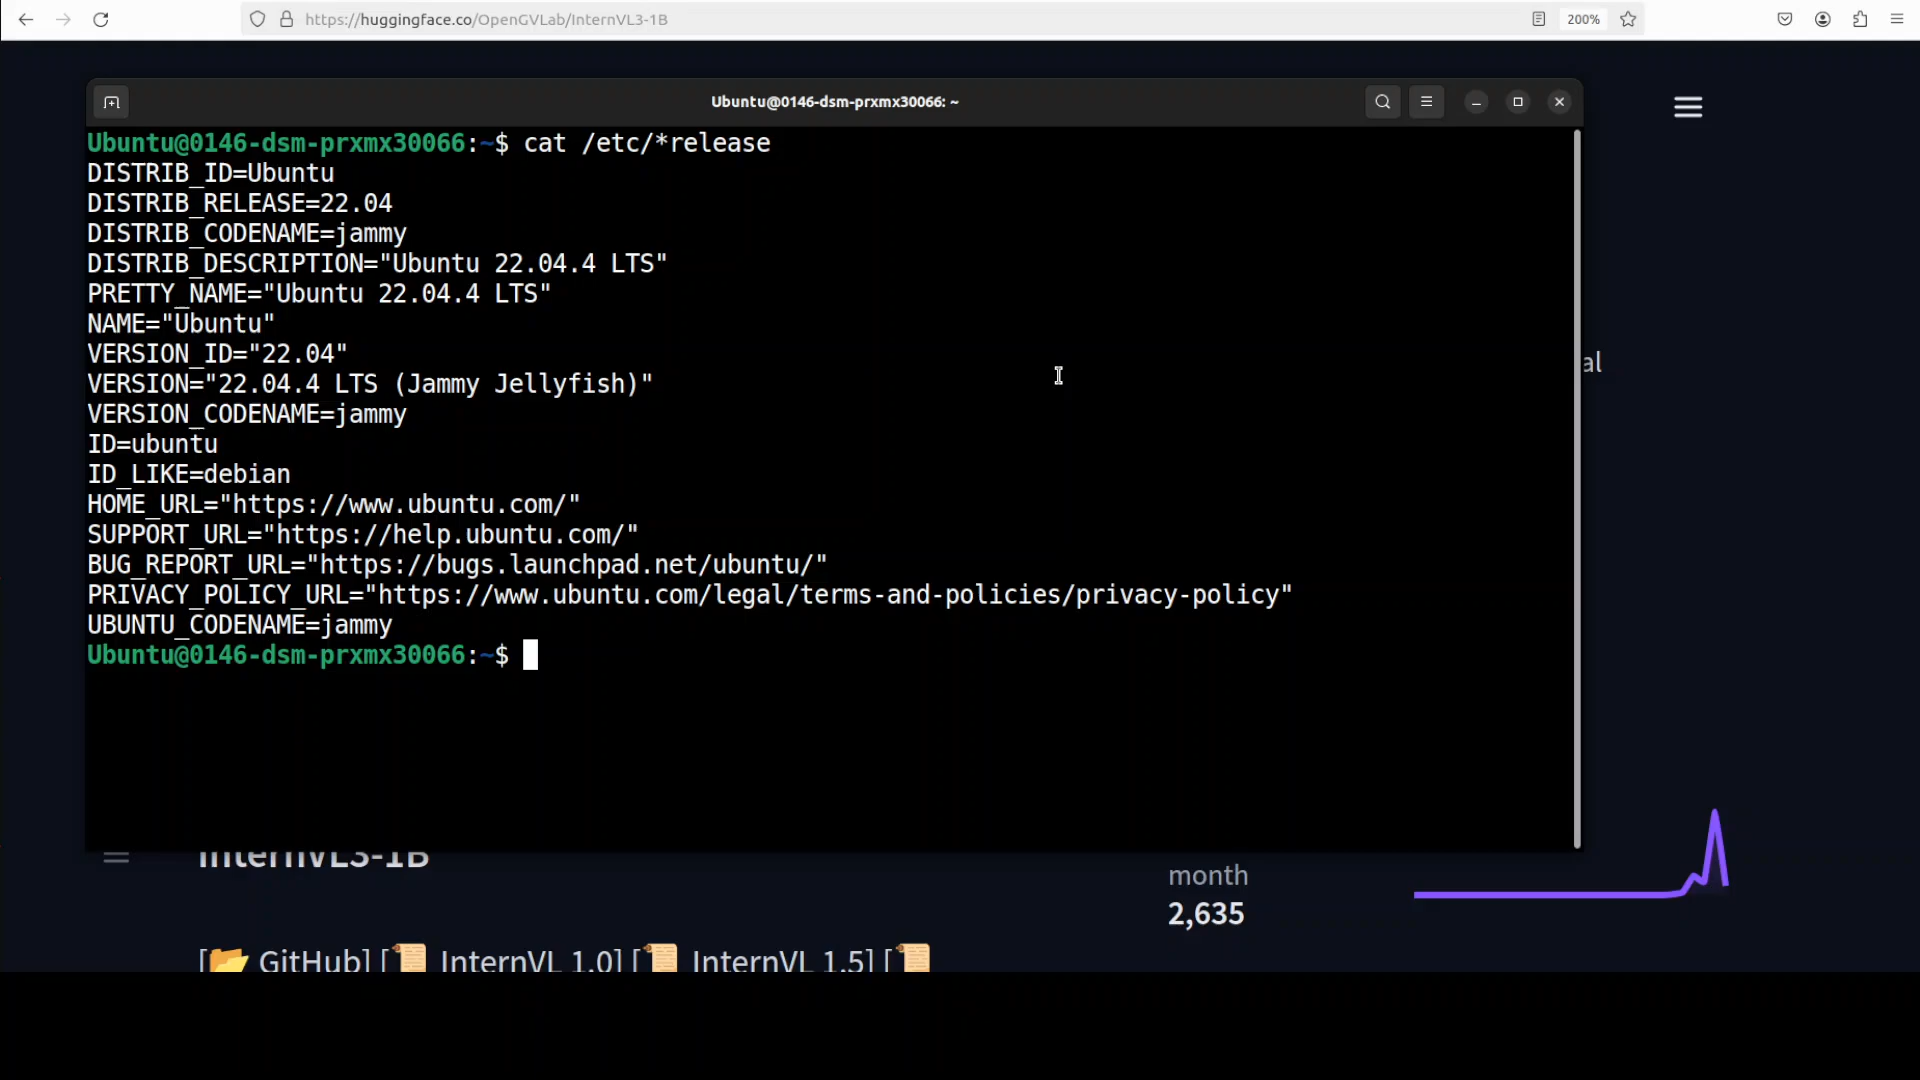 https://huggingface.co/OpenGVLab/InternVL3-1B
200%
Ubuntu@0146-dsm-prxmx30066: ~
Ubuntu@0146-dsm-prxmx30066:~$ cat /etc/*release
DISTRIB_ID=Ubuntu
DISTRIB_RELEASE=22.04
DISTRIB_CODENAME=jammy
DISTRIB_DESCRIPTION="Ubuntu 22.04.4 LTS"
PRETTY_NAME="Ubuntu 22.04.4 LTS"
NAME="Ubuntu"
VERSION_ID="22.04"
VERSION="22.04.4 LTS (Jammy Jellyfish)"
al
VERSION_CODENAME=jammy
ID=ubuntu
ID_LIKE=debian
HOME_URL="https://www.ubuntu.com/"
SUPPORT_URL="https://help.ubuntu.com/"
BUG_REPORT_URL="https://bugs.launchpad.net/ubuntu/"
PRIVACY_POLICY_URL="https://www.ubuntu.com/legal/terms-and-policies/privacy-policy"
UBUNTU_CODENAME=jammy
Ubuntu@0146-dsm-prxmx30066:~$
InternVL3-1B
month
2,635
[📂 GitHub] [📜 InternVL 1.0] [📜 InternVL 1.5] [📜